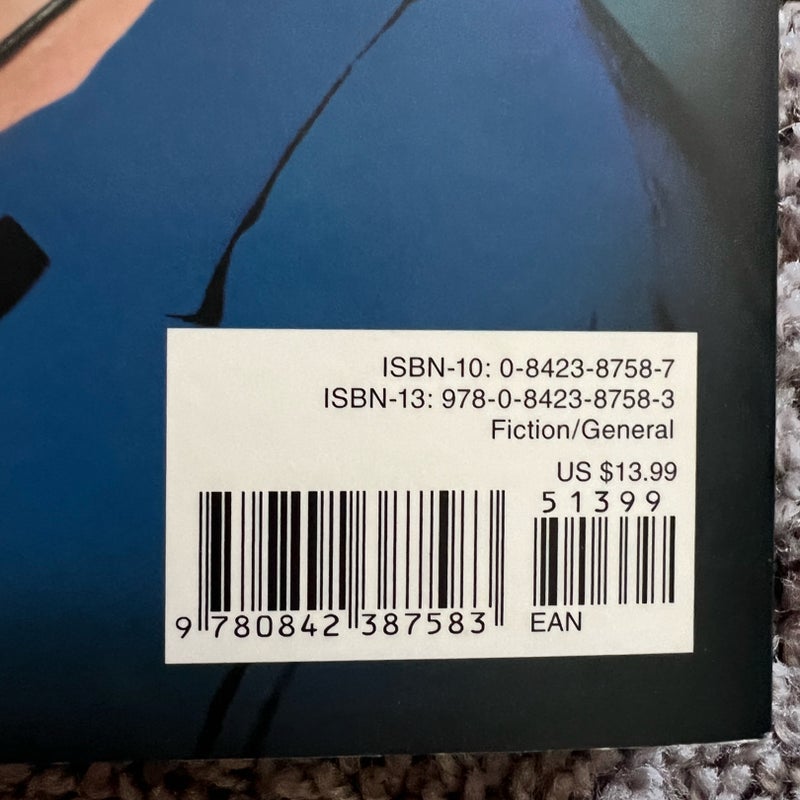 ISBN-10: 0-8423-8758-7
ISBN-13: 978-0-8423-8758-3
Fiction/General
US $13.99
51399
9 780842 387583
EAN